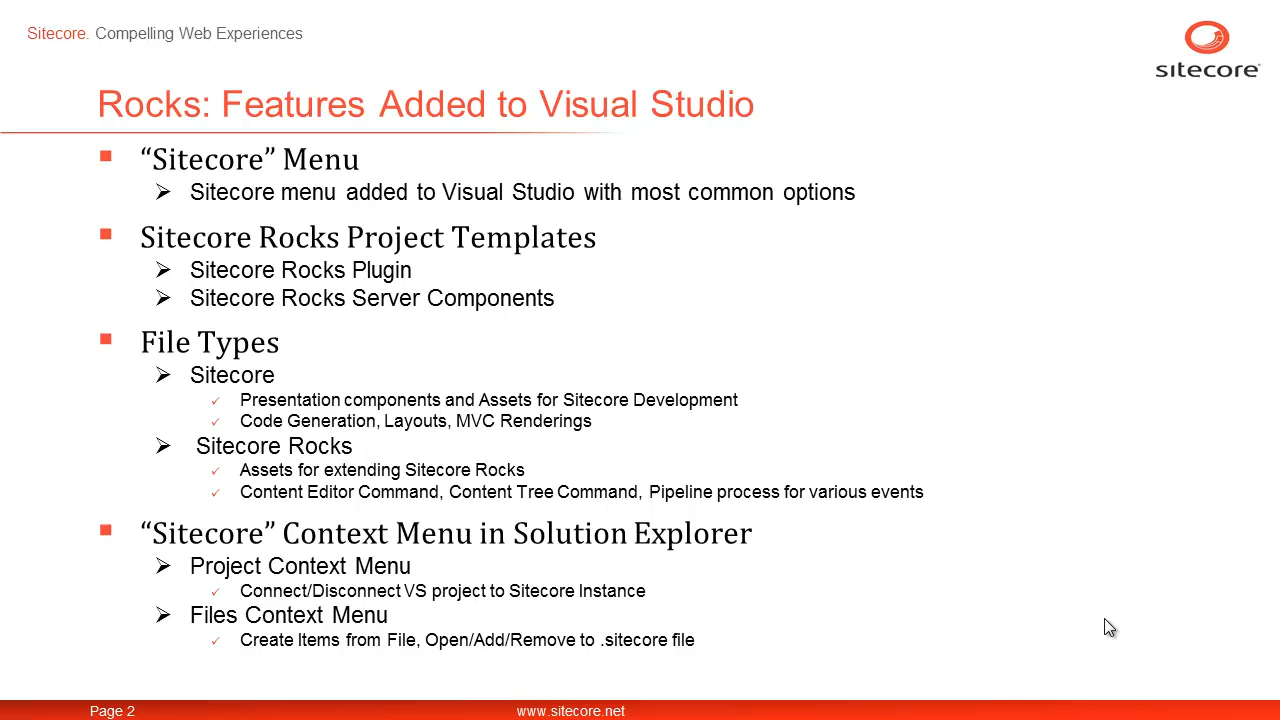 Sitecore. Compelling Web Experiences
sitecore
Rocks: Features Added to Visual Studio
“Sitecore” Menu
Sitecore menu added to Visual Studio with most common options
Sitecore Rocks Project Templates
Sitecore Rocks Plugin
Sitecore Rocks Server Components
File Types
Sitecore
Presentation components and Assets for Sitecore Development
Code Generation, Layouts, MVC Renderings
Sitecore Rocks
Assets for extending Sitecore Rocks
Content Editor Command, Content Tree Command, Pipeline process for various events
“Sitecore” Context Menu in Solution Explorer
Project Context Menu
Connect/Disconnect VS project to Sitecore Instance
Files Context Menu
Create Items from File, Open/Add/Remove to .sitecore file
Page 2
www.sitecore.net